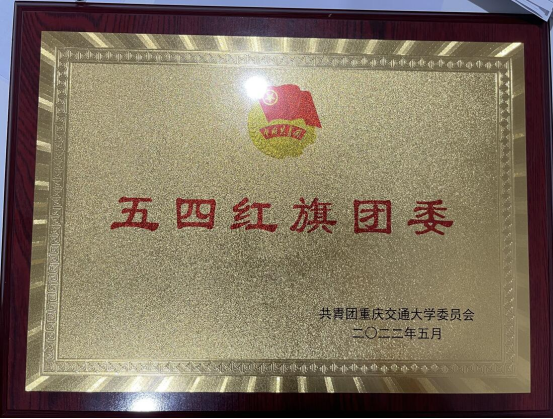 五四红旗团委
共青团重庆交通大学委员会
二〇二二年五月